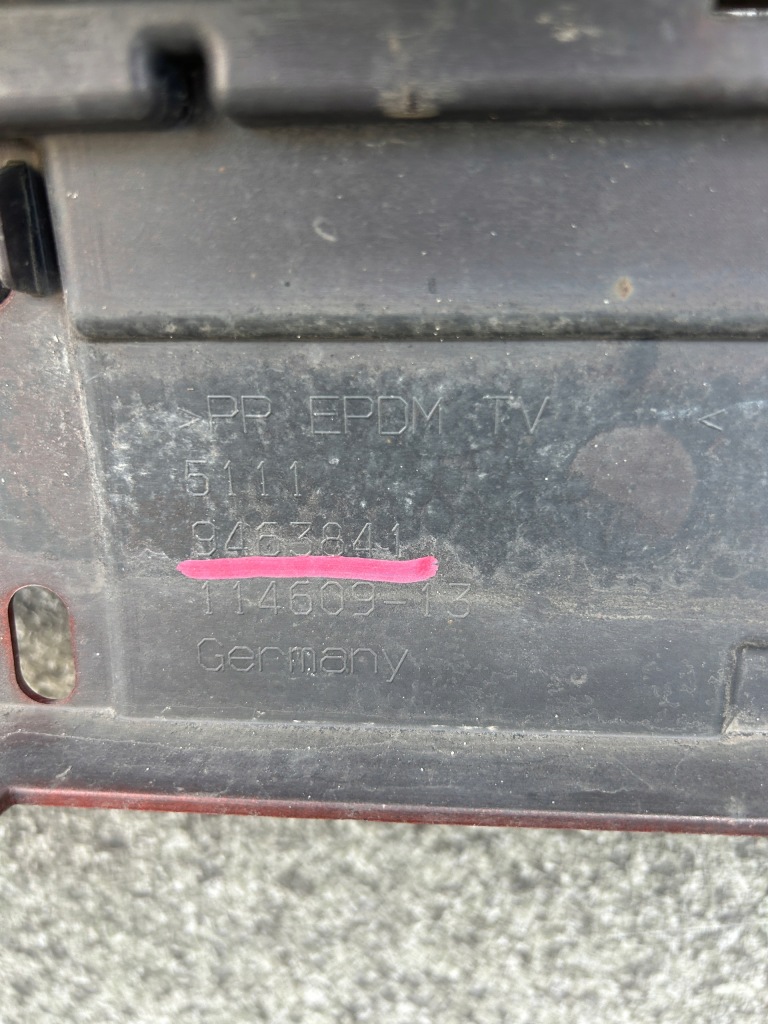 >PP EPDM TV <
5111
9463841
114609-13
Germany